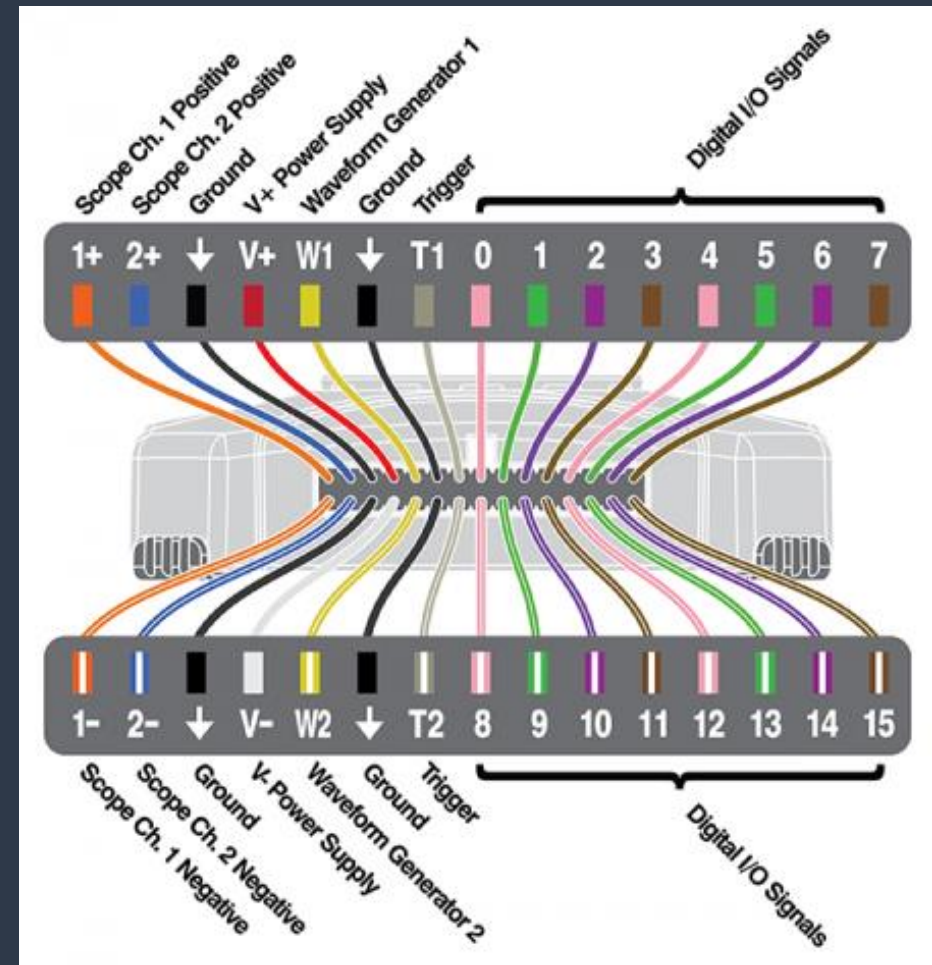 Scope Ch. 1 Positive
Scope Ch. 2 Positive
Ground
V+ Power Supply
Waveform Generator 1
Ground
Trigger
Digital I/O Signals
1+ 2+ ↓ V+ W1 ↓ T1 0 1 2 3 4 5 6 7
1- 2- ↓ V- W2 ↓ T2 8 9 10 11 12 13 14 15
Scope Ch. 1 Negative
Scope Ch. 2 Negative
Ground
V- Power Supply
Waveform Generator 2
Ground
Trigger
Digital I/O Signals